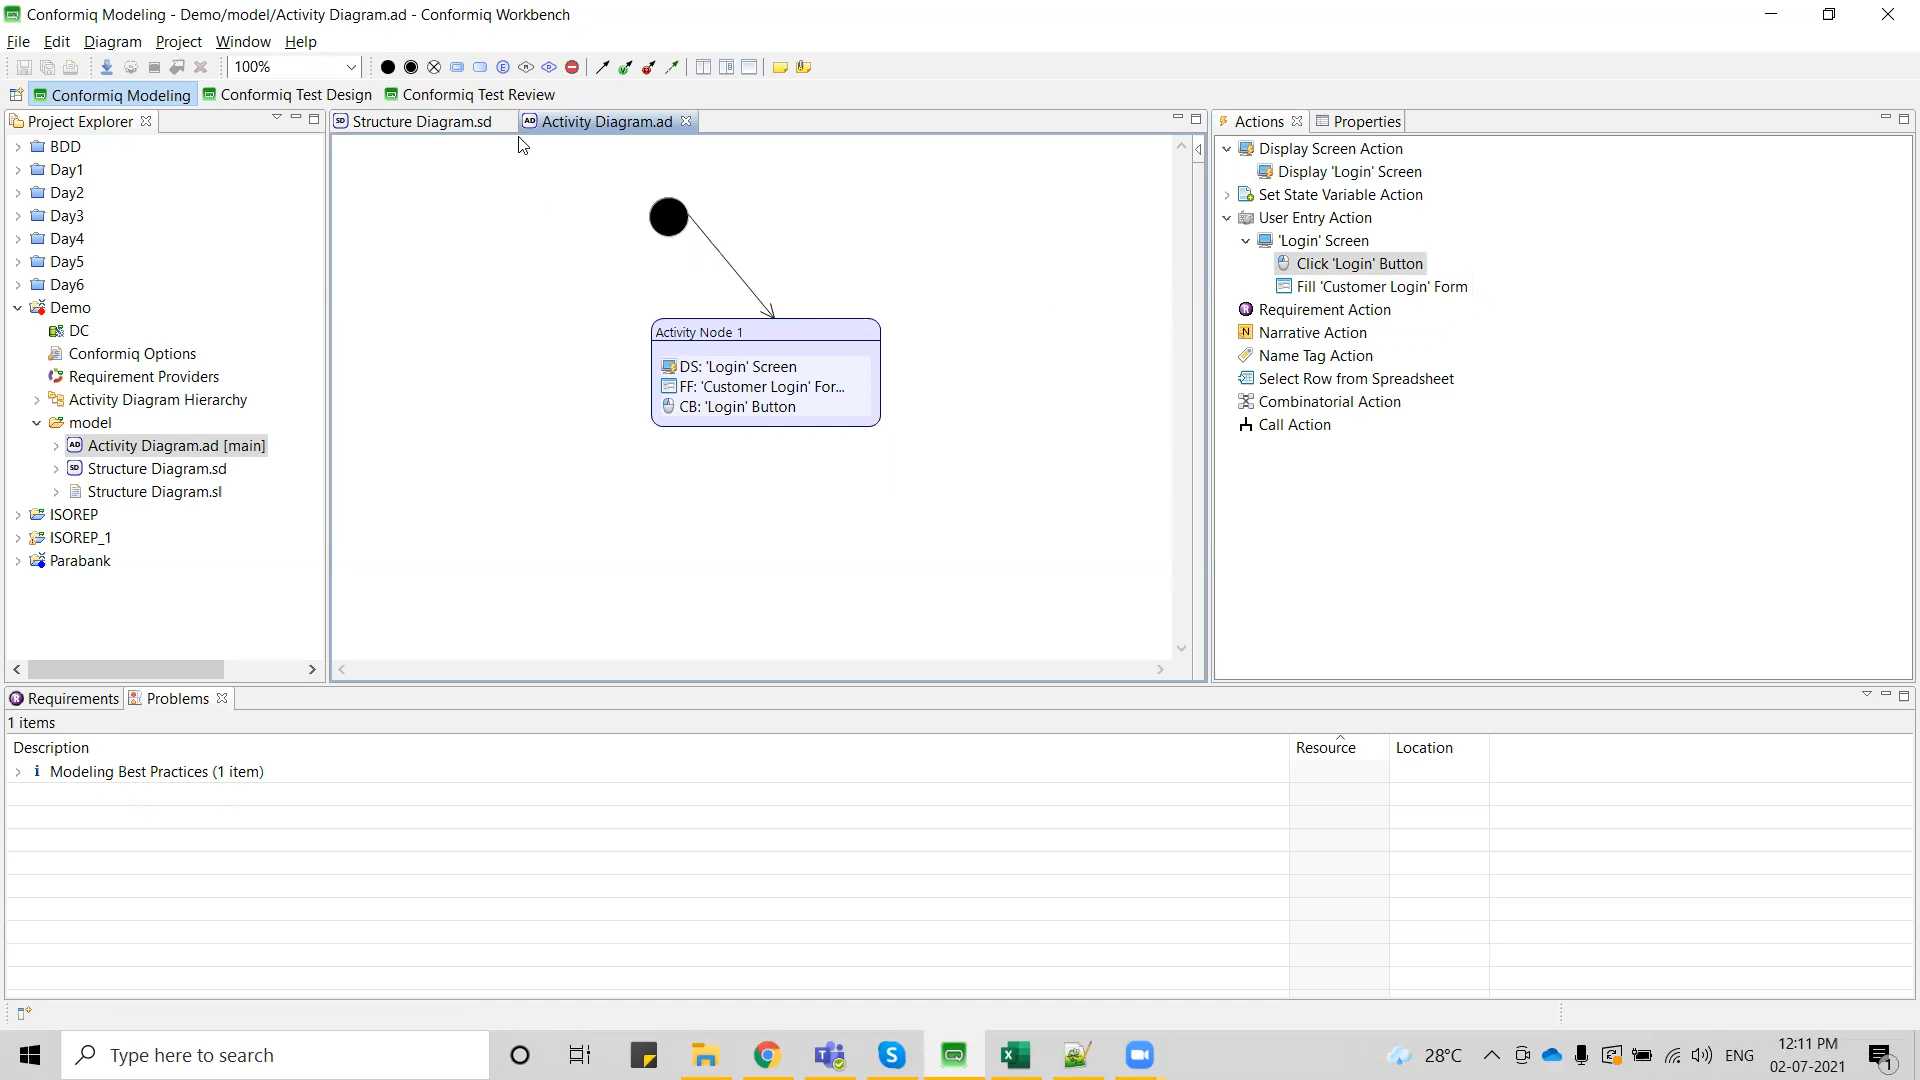 Conformiq Modeling - Demo/model/Activity Diagram.ad - Conformiq Workbench
File Edit Diagram Project Window Help
100%
Conformiq Modeling Conformiq Test Design Conformiq Test Review
Project Explorer
BDD
Day1
Day2
Day3
Day4
Day5
Day6
Demo
DC
Conformiq Options
Requirement Providers
Activity Diagram Hierarchy
model
Activity Diagram.ad [main]
Structure Diagram.sd
Structure Diagram.sl
ISOREP
ISOREP_1
Parabank
Structure Diagram.sd Activity Diagram.ad
Activity Node 1
DS: 'Login' Screen
FF: 'Customer Login' For...
CB: 'Login' Button
Actions Properties
Display Screen Action
Display 'Login' Screen
Set State Variable Action
User Entry Action
'Login' Screen
Click 'Login' Button
Fill 'Customer Login' Form
Requirement Action
Narrative Action
Name Tag Action
Select Row from Spreadsheet
Combinatorial Action
Call Action
Requirements Problems
1 items
Description Resource Location
Modeling Best Practices (1 item)
Type here to search
28°C
ENG
12:11 PM
02-07-2021
1